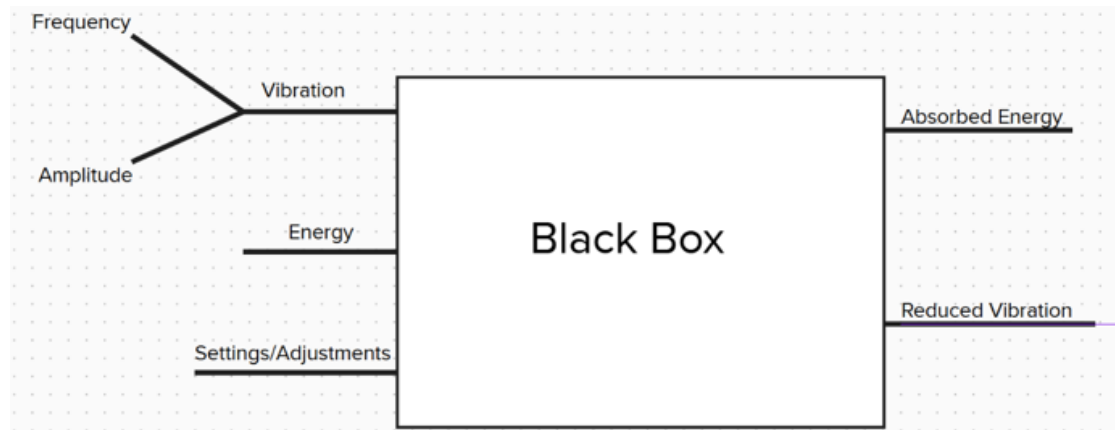 Frequency
Vibration
Amplitude
Energy
Settings/Adjustments
Black Box
Absorbed Energy
Reduced Vibration